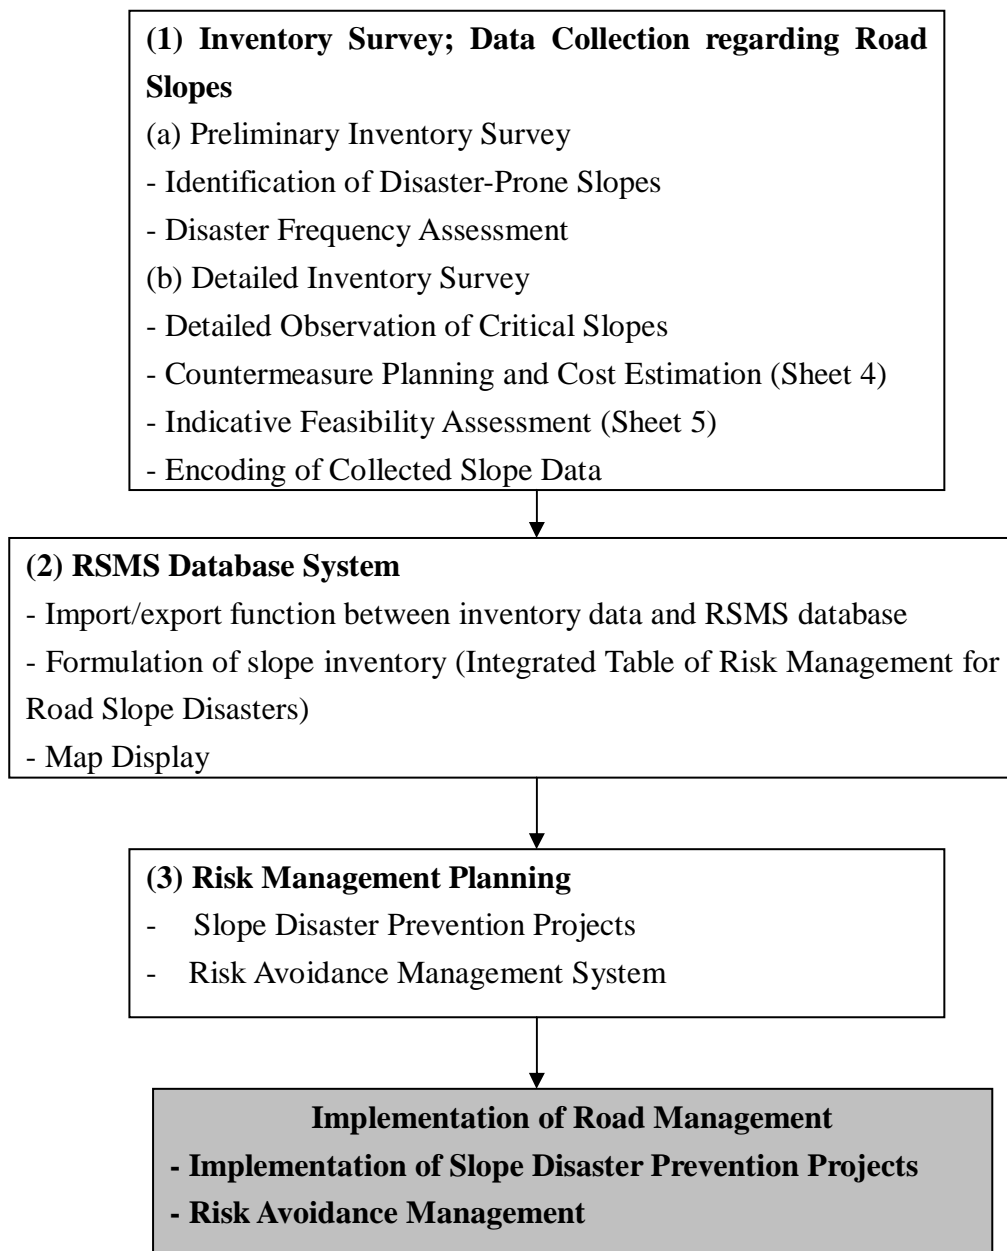 (1) Inventory Survey; Data Collection regarding Road
Slopes
(a) Preliminary Inventory Survey
- Identification of Disaster-Prone Slopes
- Disaster Frequency Assessment
(b) Detailed Inventory Survey
- Detailed Observation of Critical Slopes
- Countermeasure Planning and Cost Estimation (Sheet 4)
- Indicative Feasibility Assessment (Sheet 5)
- Encoding of Collected Slope Data
(2) RSMS Database System
- Import/export function between inventory data and RSMS database
- Formulation of slope inventory (Integrated Table of Risk Management for
Road Slope Disasters)
- Map Display
(3) Risk Management Planning
- Slope Disaster Prevention Projects
- Risk Avoidance Management System
Implementation of Road Management
- Implementation of Slope Disaster Prevention Projects
- Risk Avoidance Management